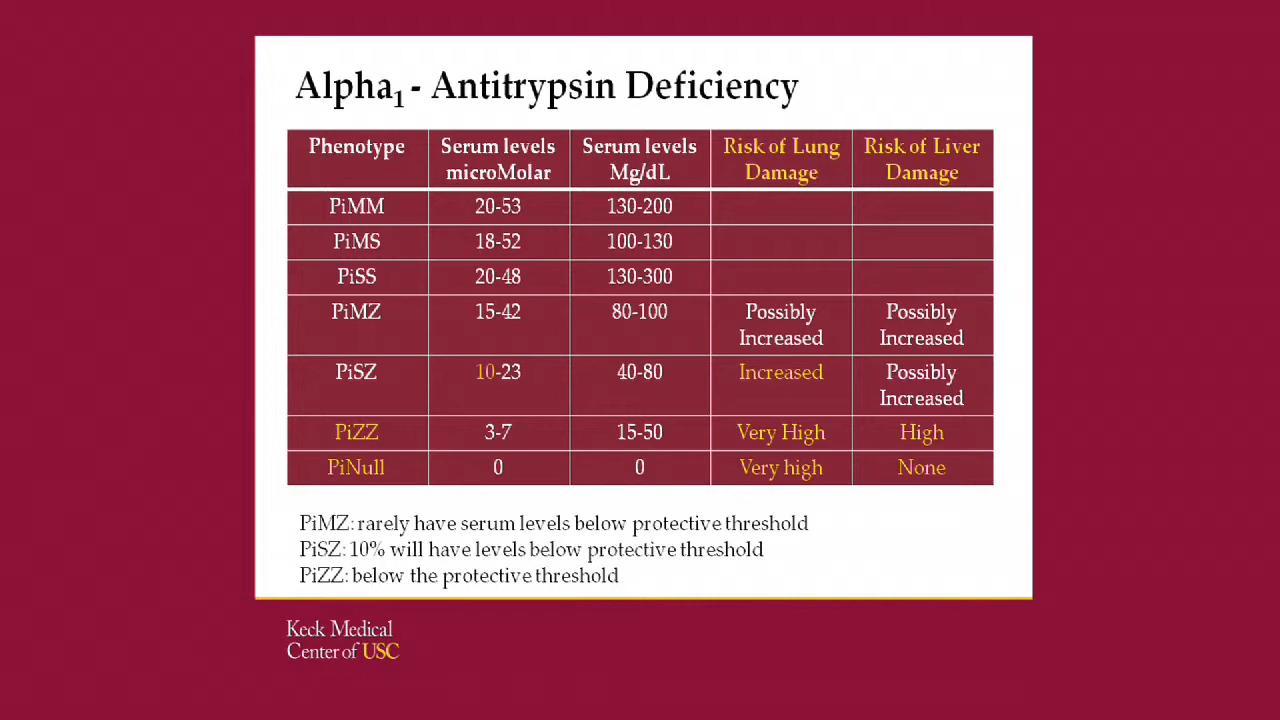 Alpha1 - Antitrypsin Deficiency
Phenotype Serum levels microMolar Serum levels Mg/dL Risk of Lung Damage Risk of Liver Damage
PiMM 20-53 130-200
PiMS 18-52 100-130
PiSS 20-48 130-300
PiMZ 15-42 80-100 Possibly Increased Possibly Increased
PiSZ 10-23 40-80 Increased Possibly Increased
PiZZ 3-7 15-50 Very High High
PiNull 0 0 Very high None
PiMZ: rarely have serum levels below protective threshold
PiSZ: 10% will have levels below protective threshold
PiZZ: below the protective threshold
Keck Medical
Center of USC